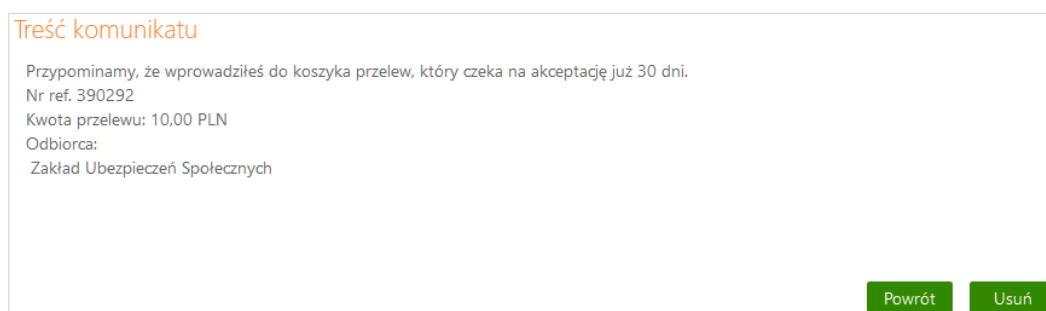 Treść komunikatu
Przypominamy, że wprowadziłeś do koszyka przelew, który czeka na akceptację już 30 dni.
Nr ref. 390292
Kwota przelewu: 10,00 PLN
Odbiorca:
Zakład Ubezpieczeń Społecznych
Powrót Usuń